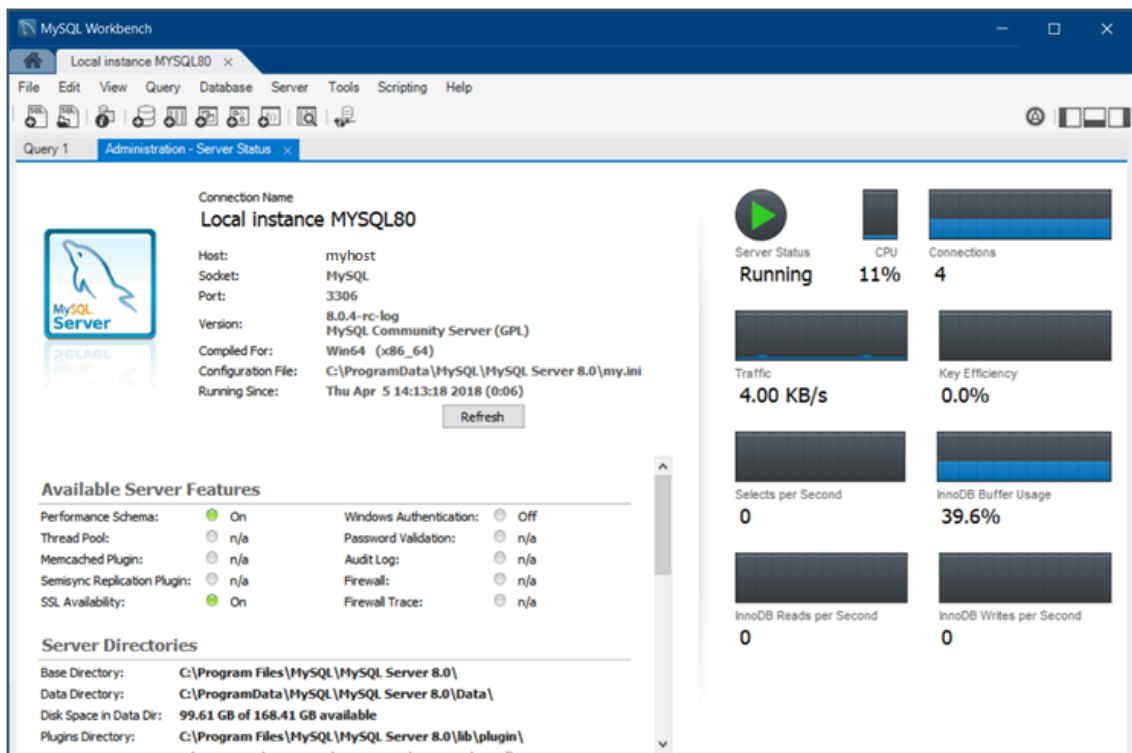 MySQL Workbench
Local instance MYSQL80
File Edit View Query Database Server Tools Scripting Help
Query 1 Administration - Server Status
Connection Name
Local instance MYSQL80
MySQL
Server
Host: myhost
Socket: MySQL
Port: 3306
Version: 8.0.4-rc-log
MySQL Community Server (GPL)
Compiled For: Win64 (x86_64)
Configuration File: C:\ProgramData\MySQL\MySQL Server 8.0\my.ini
Running Since: Thu Apr 5 14:13:18 2018 (0:06)
Refresh
Available Server Features
Performance Schema: On Windows Authentication: Off
Thread Pool: n/a Password Validation: n/a
Memcached Plugin: n/a Audit Log: n/a
Semisync Replication Plugin: n/a Firewall: n/a
SSL Availability: On Firewall Trace: n/a
Server Directories
Base Directory: C:\Program Files\MySQL\MySQL Server 8.0\
Data Directory: C:\ProgramData\MySQL\MySQL Server 8.0\Data\
Disk Space in Data Dir: 99.61 GB of 168.41 GB available
Plugins Directory: C:\Program Files\MySQL\MySQL Server 8.0\lib\plugin\
Server Status CPU Connections
Running 11% 4
Traffic Key Efficiency
4.00 KB/s 0.0%
Selects per Second InnoDB Buffer Usage
0 39.6%
InnoDB Reads per Second InnoDB Writes per Second
0 0